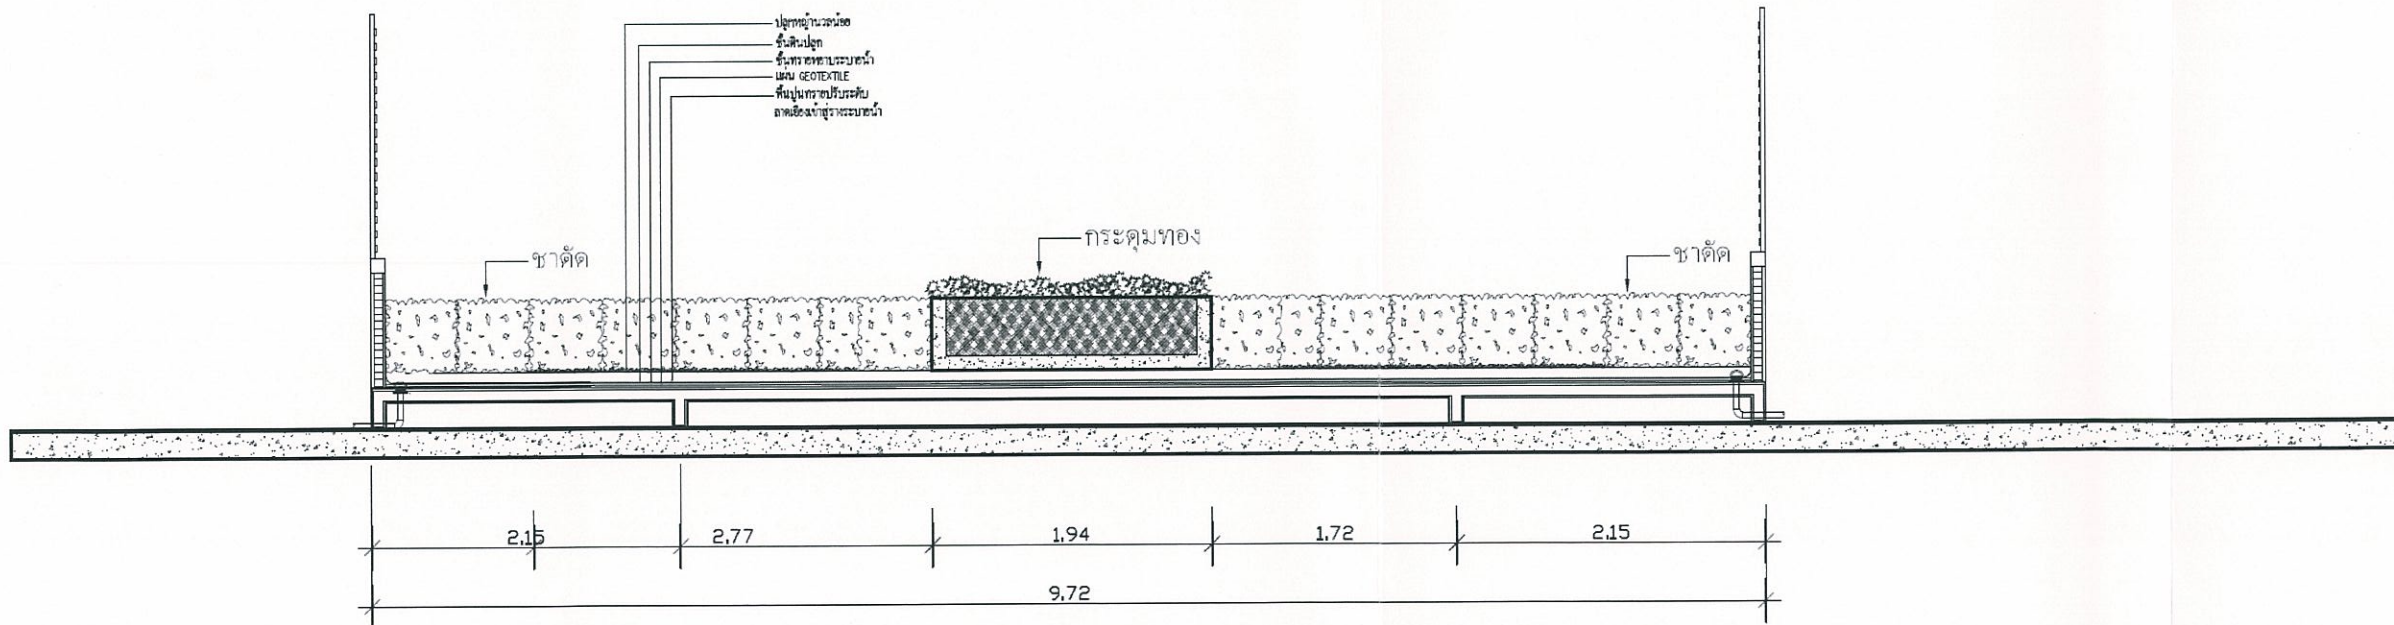 ปลูกหญ้านวลน้อย
ชั้นดินปลูก
ชั้นทรายหยาบระบายน้ำ
แผ่น GEOTEXTILE
พื้นปูนทรายปรับระดับ
ลาดเอียงเข้าสู่รางระบายน้ำ
กระดุมทอง
ชาดัด
ชาดัด
2.15
2.77
1.94
1.72
2.15
9.72